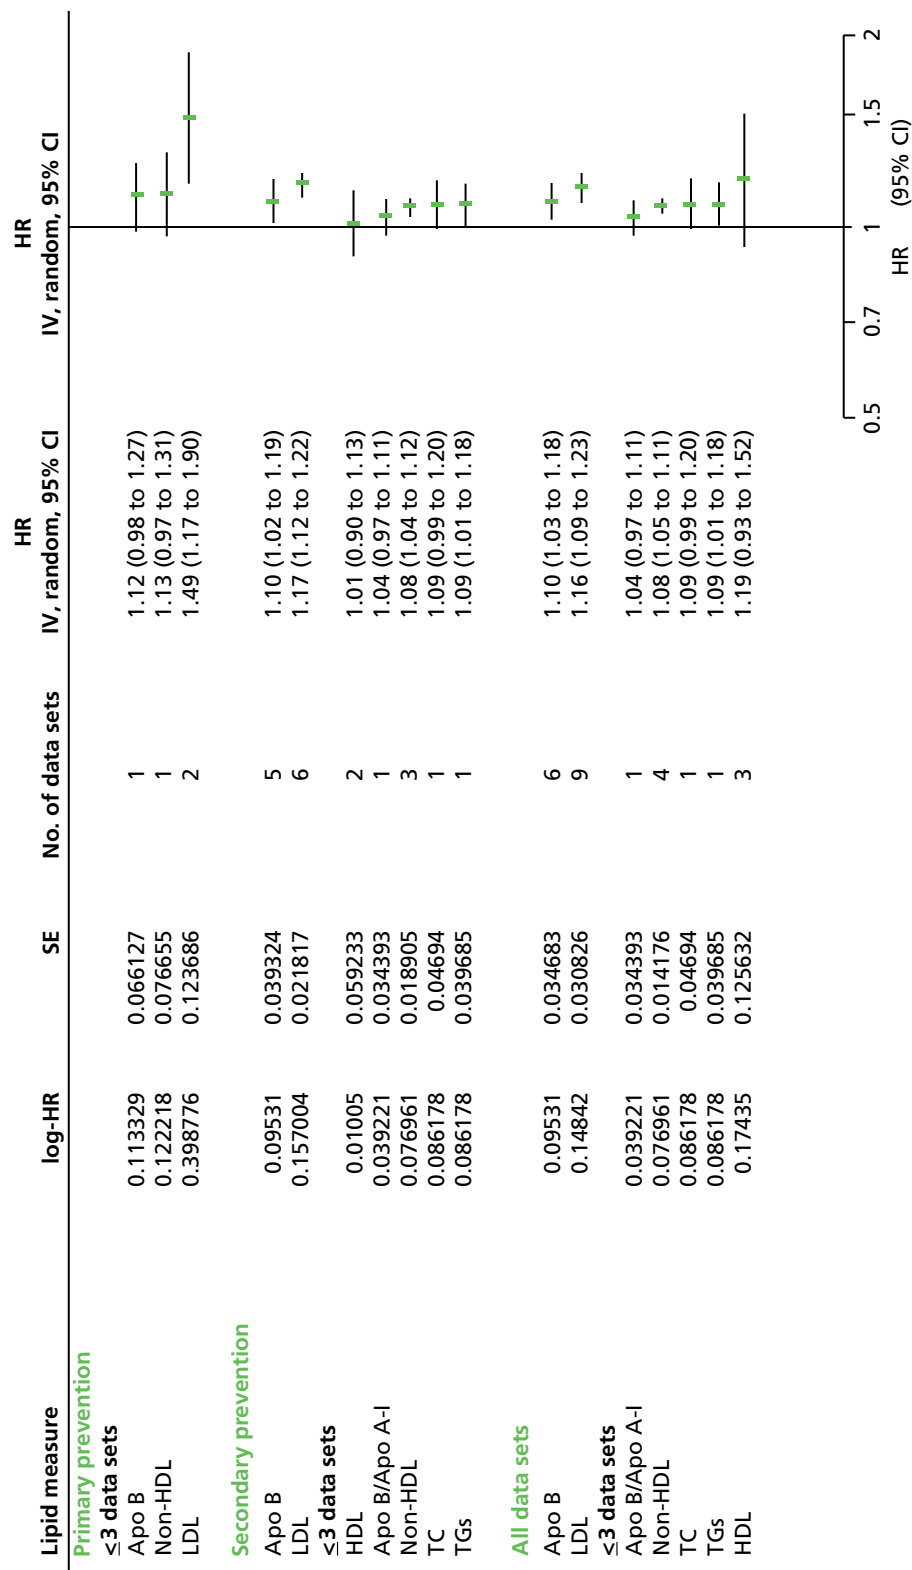 Lipid measure log-HR SE No. of data sets HR IV, random, 95% CI HR IV, random, 95% CI
Primary prevention
≤3 data sets
Apo B 0.113329 0.066127 1 1.12 (0.98 to 1.27)
Non-HDL 0.122218 0.076655 1 1.13 (0.97 to 1.31)
LDL 0.398776 0.123686 2 1.49 (1.17 to 1.90)
Secondary prevention
Apo B 0.09531 0.039324 5 1.10 (1.02 to 1.19)
LDL 0.157004 0.021817 6 1.17 (1.12 to 1.22)
≤3 data sets
HDL 0.01005 0.059233 2 1.01 (0.90 to 1.13)
Apo B/Apo A-I 0.039221 0.034393 1 1.04 (0.97 to 1.11)
Non-HDL 0.076961 0.018905 3 1.08 (1.04 to 1.12)
TC 0.086178 0.04694 1 1.09 (0.99 to 1.20)
TGs 0.086178 0.039685 1 1.09 (1.01 to 1.18)
All data sets
Apo B 0.09531 0.034683 6 1.10 (1.03 to 1.18)
LDL 0.14842 0.030826 9 1.16 (1.09 to 1.23)
≤3 data sets
Apo B/Apo A-I 0.039221 0.034393 1 1.04 (0.97 to 1.11)
Non-HDL 0.076961 0.014176 4 1.08 (1.05 to 1.11)
TC 0.086178 0.04694 1 1.09 (0.99 to 1.20)
TGs 0.086178 0.039685 1 1.09 (1.01 to 1.18)
HDL 0.17435 0.125632 3 1.19 (0.93 to 1.52)
0.5 0.7 1 1.5 2
HR (95% CI)